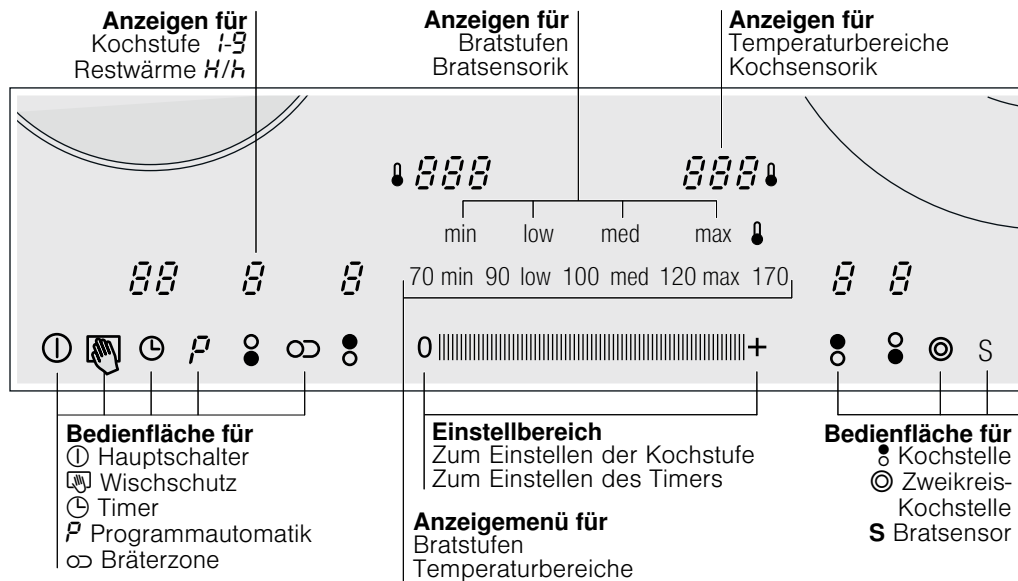 Anzeigen für
Kochstufe 1-9
Restwärme H/h
Anzeigen für
Bratstufen
Bratsensorik
Anzeigen für
Temperaturbereiche
Kochsensorik
888 888
min low med max
88 8 8 70 min 90 low 100 med 120 max 170 8 8
P 0 + S
Bedienfläche für
Hauptschalter
Wischschutz
Timer
P Programmautomatik
Bräterzone
Einstellbereich
Zum Einstellen der Kochstufe
Zum Einstellen des Timers
Anzeigemenü für
Bratstufen
Temperaturbereiche
Bedienfläche für
Kochstelle
Zweikreis-
Kochstelle
S Bratsensor